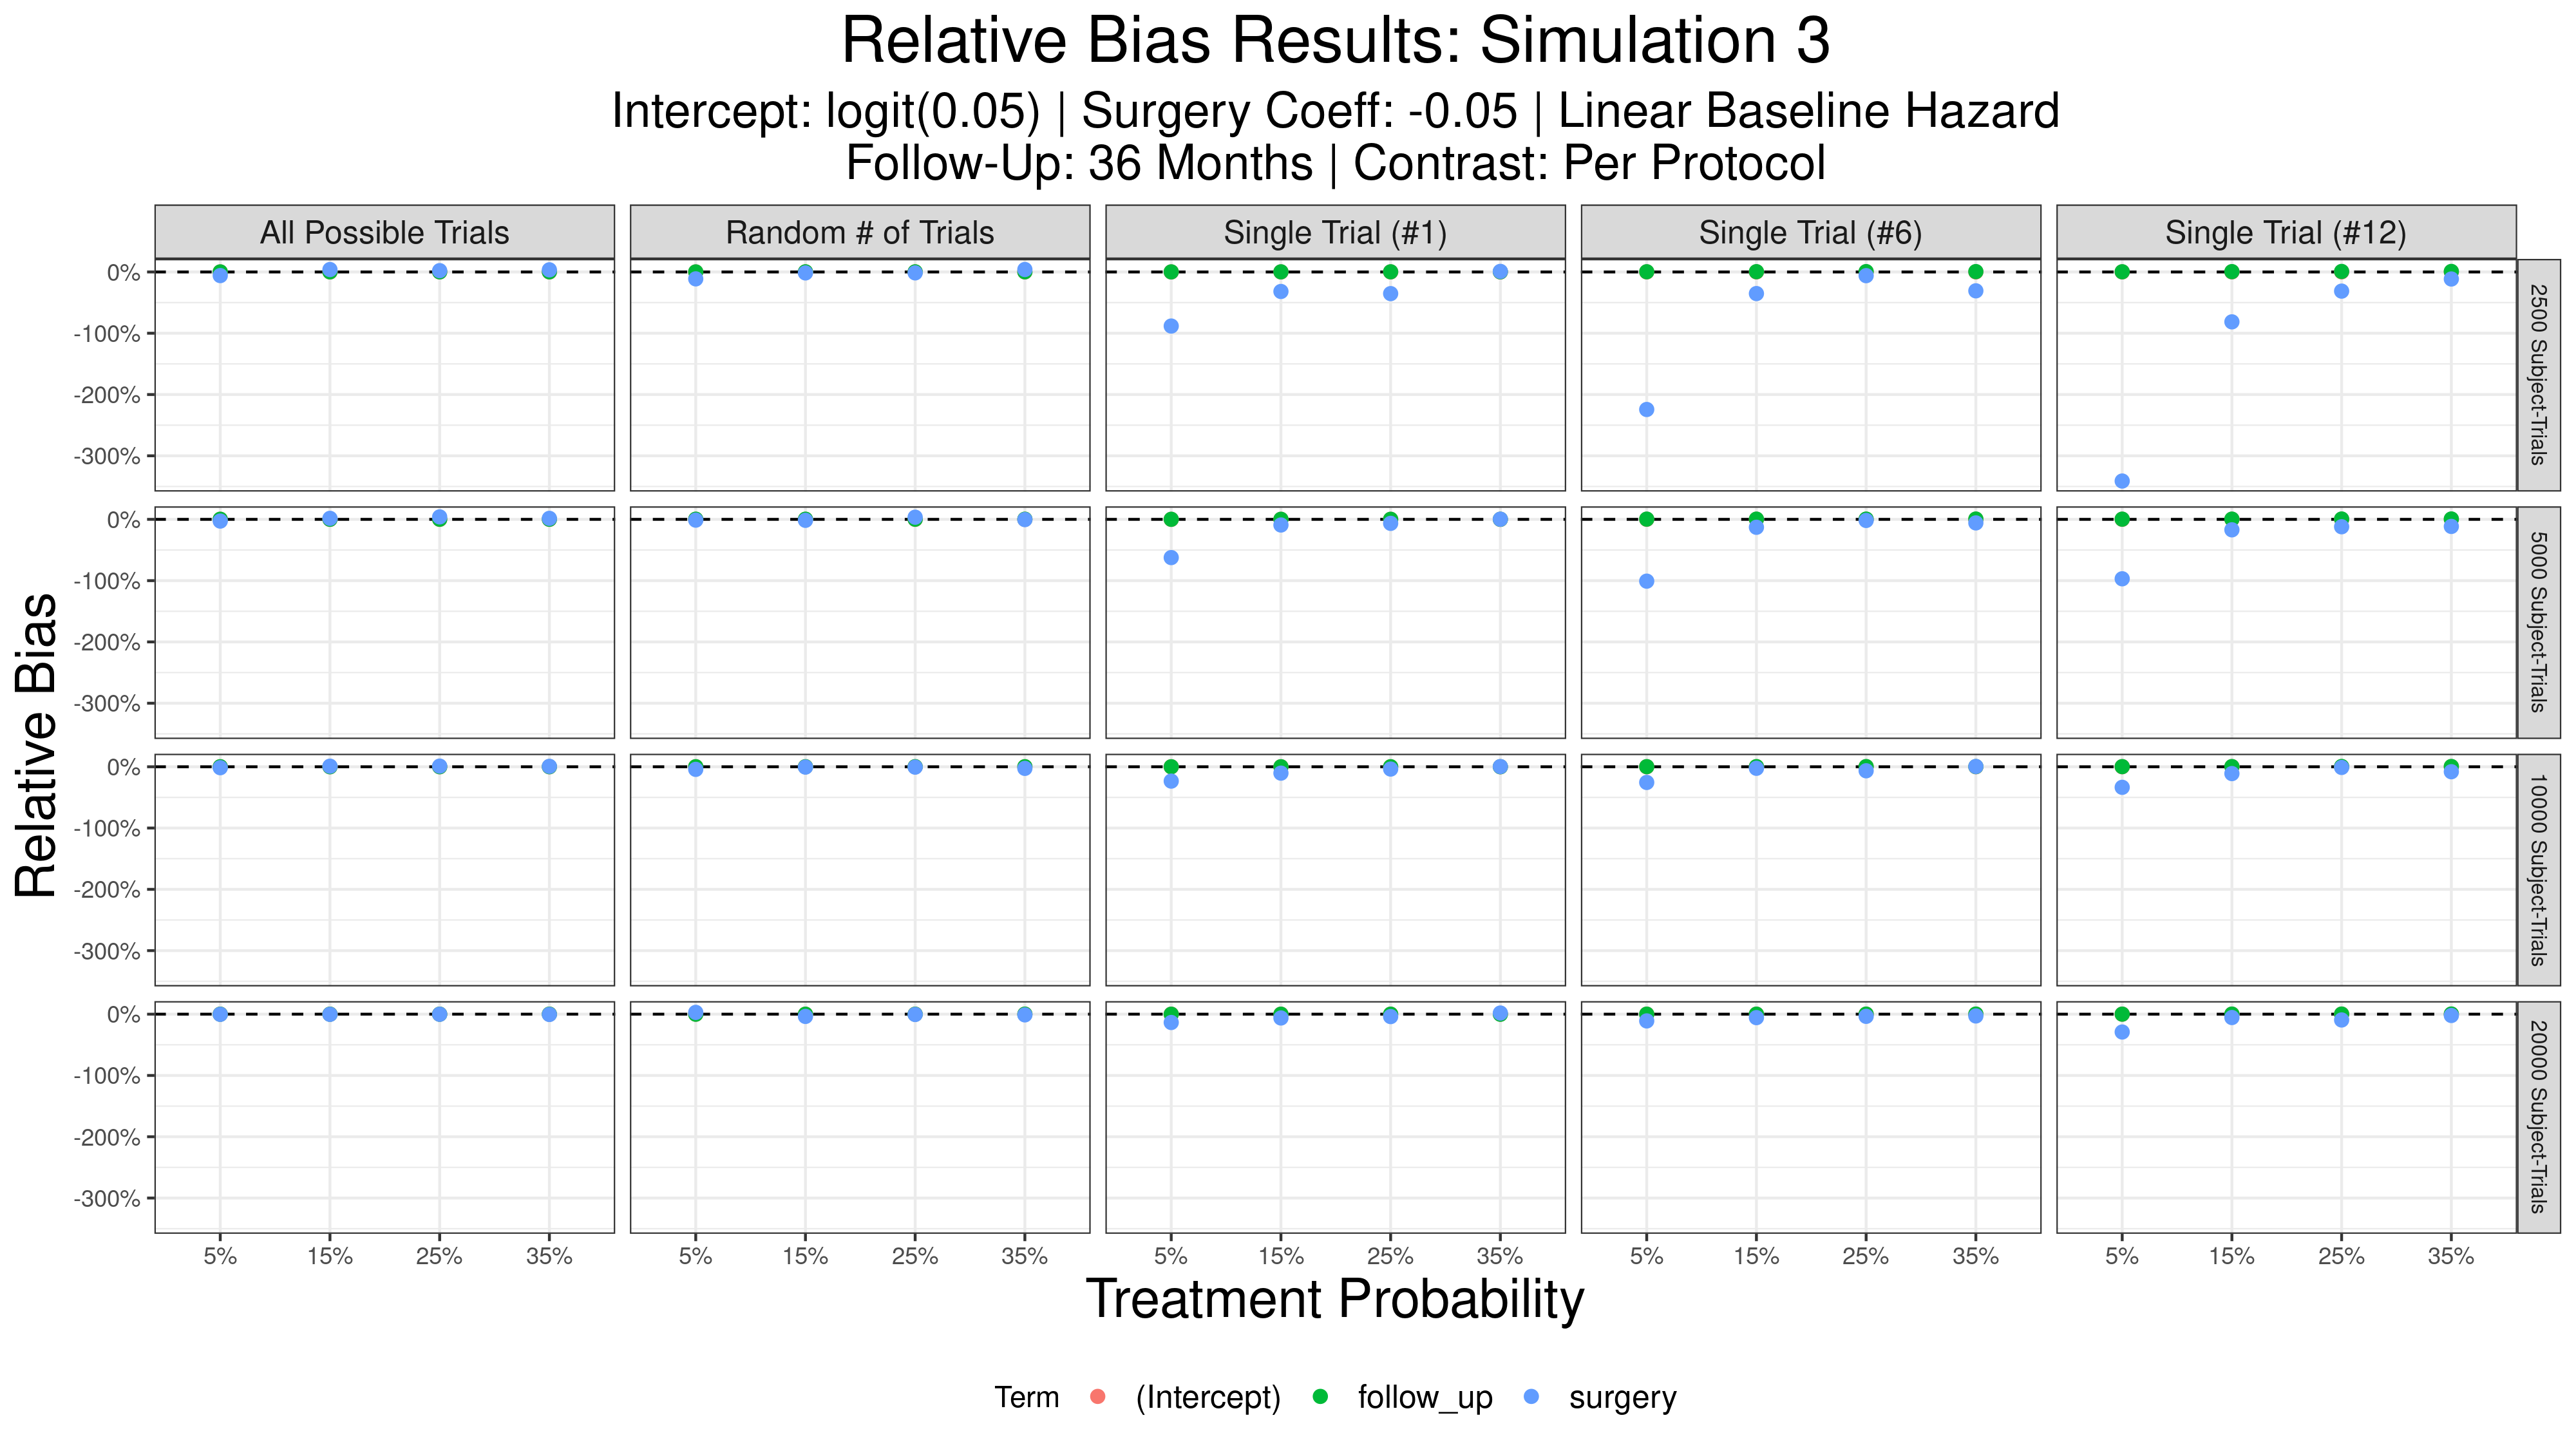 Relative Bias Results: Simulation 3
Intercept: logit(0.05) | Surgery Coeff: -0.05 | Linear Baseline Hazard
Follow-Up: 36 Months | Contrast: Per Protocol
All Possible Trials
Random # of Trials
Single Trial (#1)
Single Trial (#6)
Single Trial (#12)
0%
-100%
-200%
-300%
2500 Subject-Trials
0%
-100%
-200%
-300%
5000 Subject-Trials
0%
-100%
-200%
-300%
10000 Subject-Trials
0%
-100%
-200%
-300%
20000 Subject-Trials
Relative Bias
5% 15% 25% 35%
5% 15% 25% 35%
5% 15% 25% 35%
5% 15% 25% 35%
5% 15% 25% 35%
Treatment Probability
Term (Intercept) follow_up surgery